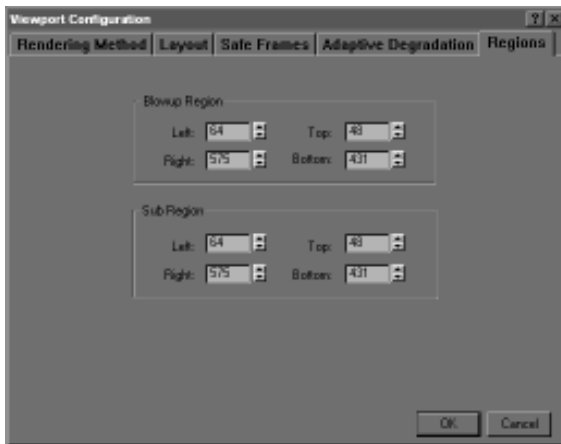 Viewport Configuration ? ×
Rendering Method Layout Safe Frames Adaptive Degradation Regions
Blowup Region
Left: 64 Top: 48
Right: 575 Bottom: 431
Sub Region
Left: 64 Top: 48
Right: 575 Bottom: 431
OK Cancel